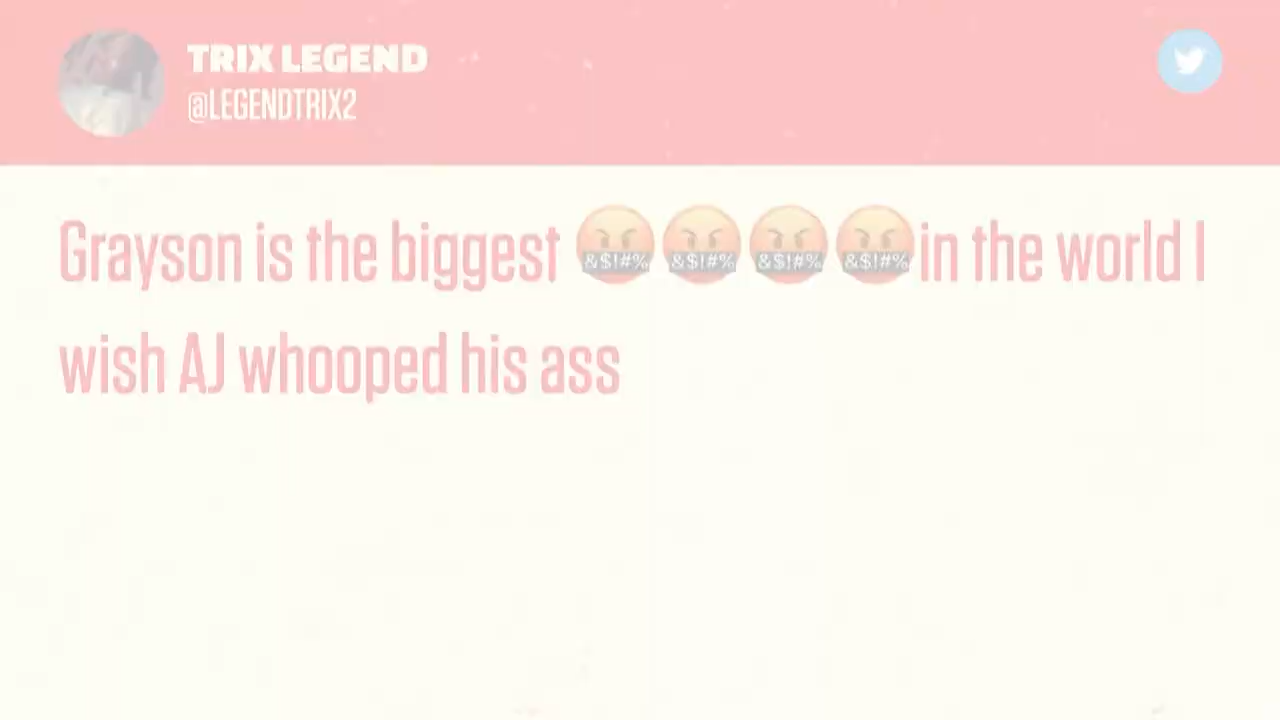 TRIX LEGEND
@LEGENDTRIX2
Grayson is the biggest 🤬🤬🤬🤬in the world I
wish AJ whooped his ass